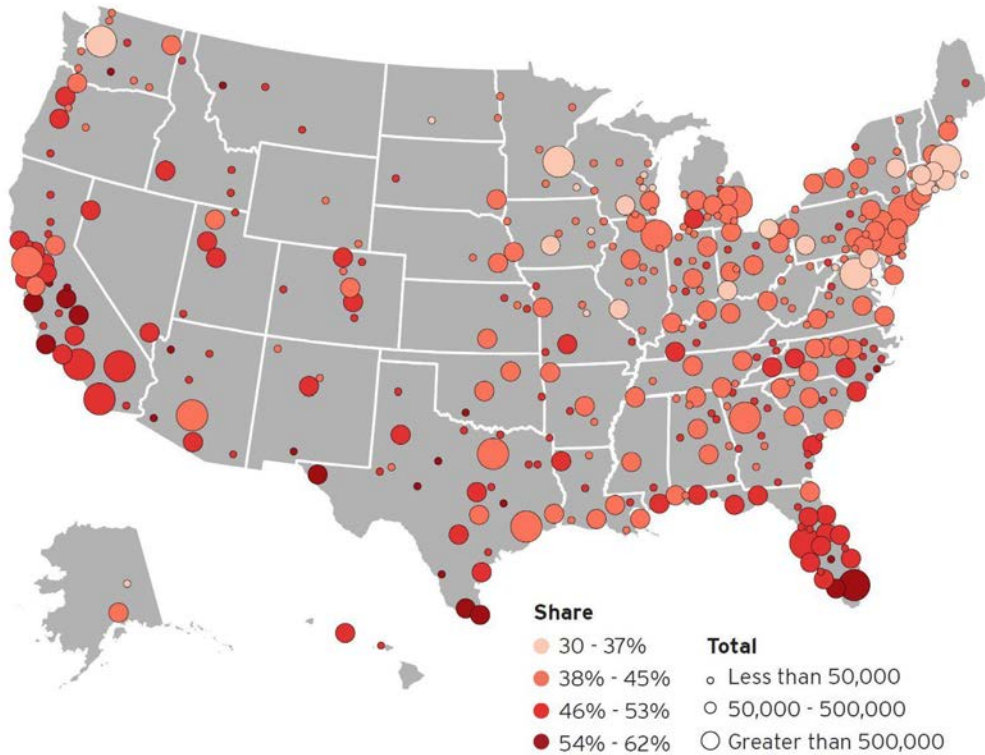 Share
30 - 37%
38% - 45%
46% - 53%
54% - 62%
Total
Less than 50,000
50,000 - 500,000
Greater than 500,000